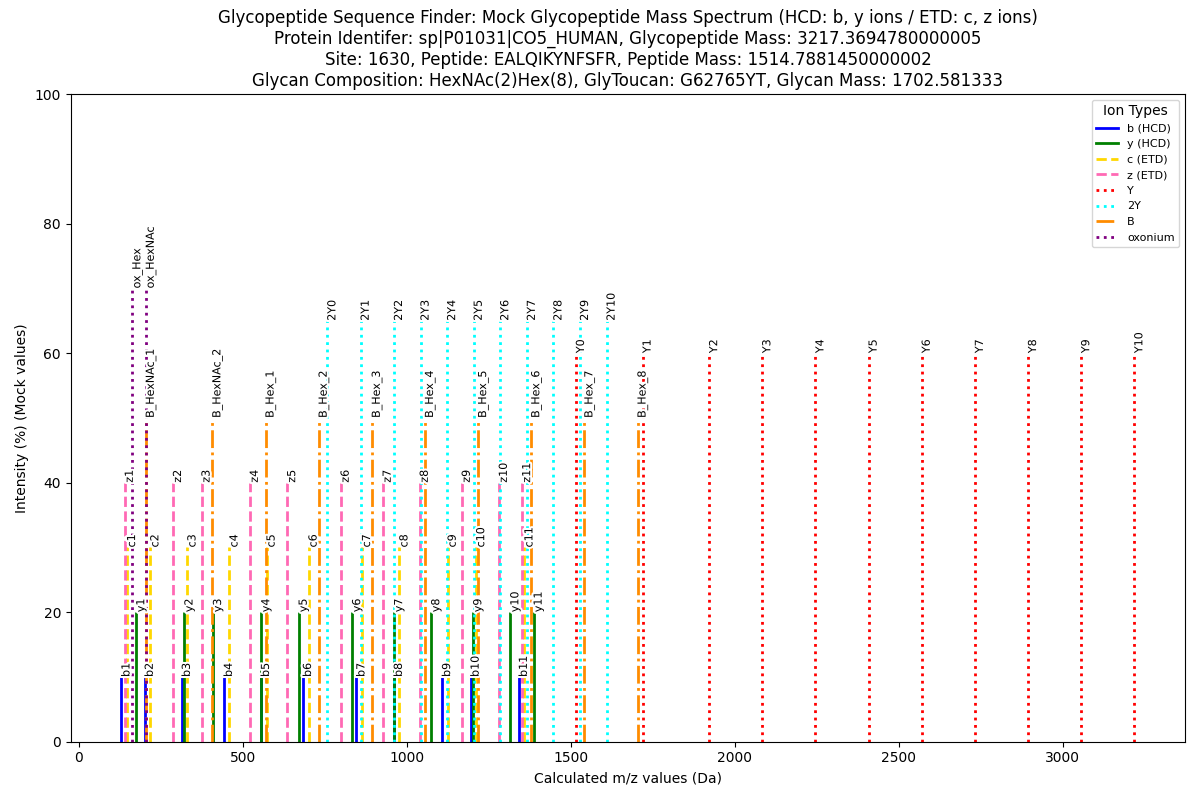 Glycopeptide Sequence Finder: Mock Glycopeptide Mass Spectrum (HCD: b, y ions / ETD: c, z ions)
Protein Identifer: sp|P01031|CO5_HUMAN, Glycopeptide Mass: 3217.3694780000005
Site: 1630, Peptide: EALQIKYNFSFR, Peptide Mass: 1514.7881450000002
Glycan Composition: HexNAc(2)Hex(8), GlyToucan: G62765YT, Glycan Mass: 1702.581333
Intensity (%) (Mock values)
100
80
60
40
20
0
Ion Types
b (HCD)
y (HCD)
c (ETD)
z (ETD)
Y
2Y
B
oxonium
ox_Hex
ox_HexNAc
2Y0
2Y1
2Y2
2Y3
2Y4
2Y5
2Y6
2Y7
2Y8
2Y9
2Y10
Y0
Y1
Y2
Y3
Y4
Y5
Y6
Y7
Y8
Y9
Y10
B_HexNAc_1
B_HexNAc_2
B_Hex_1
B_Hex_2
B_Hex_3
B_Hex_4
B_Hex_5
B_Hex_6
B_Hex_7
B_Hex_8
z1
z2
z3
z4
z5
z6
z7
z8
z9
z10
z11
c1
c2
c3
c4
c5
c6
c7
c8
c9
c10
c11
y1
y2
y3
y4
y5
y6
y7
y8
y9
y10
y11
b1
b2
b3
b4
b5
b6
b7
b8
b9
b10
b11
0
500
1000
1500
2000
2500
3000
Calculated m/z values (Da)